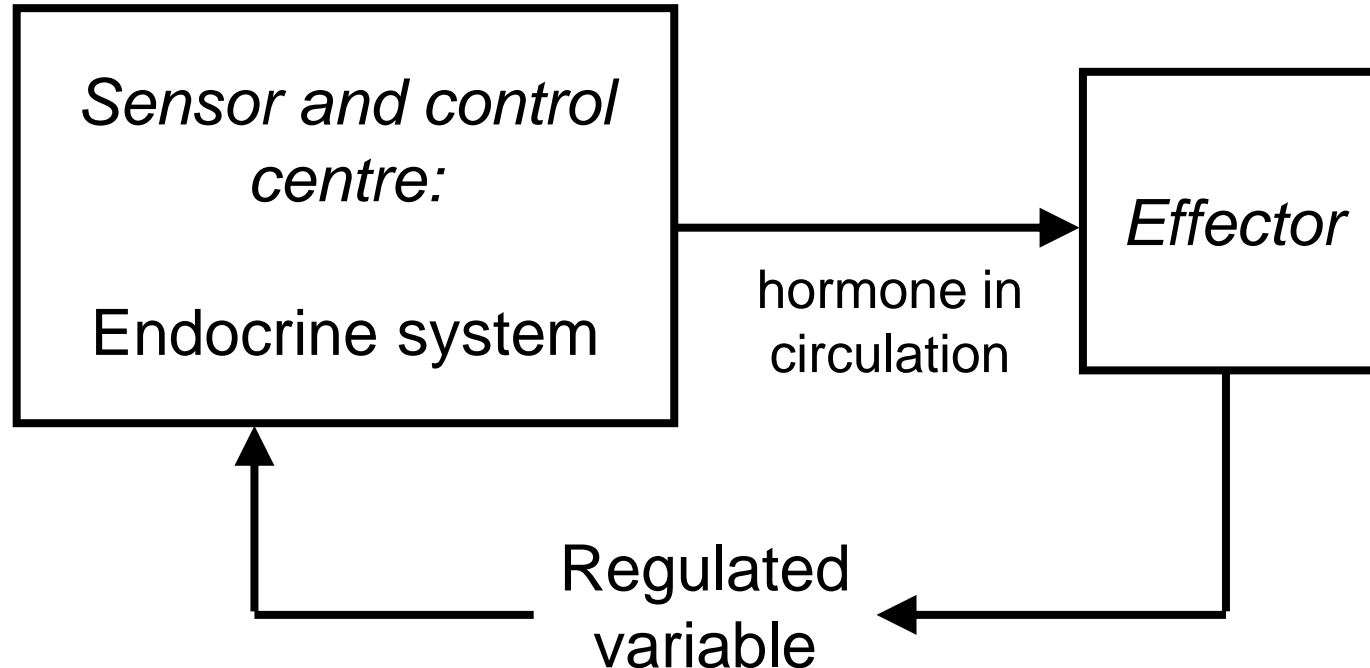 Sensor and control
centre:
Endocrine system
hormone in
circulation
Effector
Regulated
variable